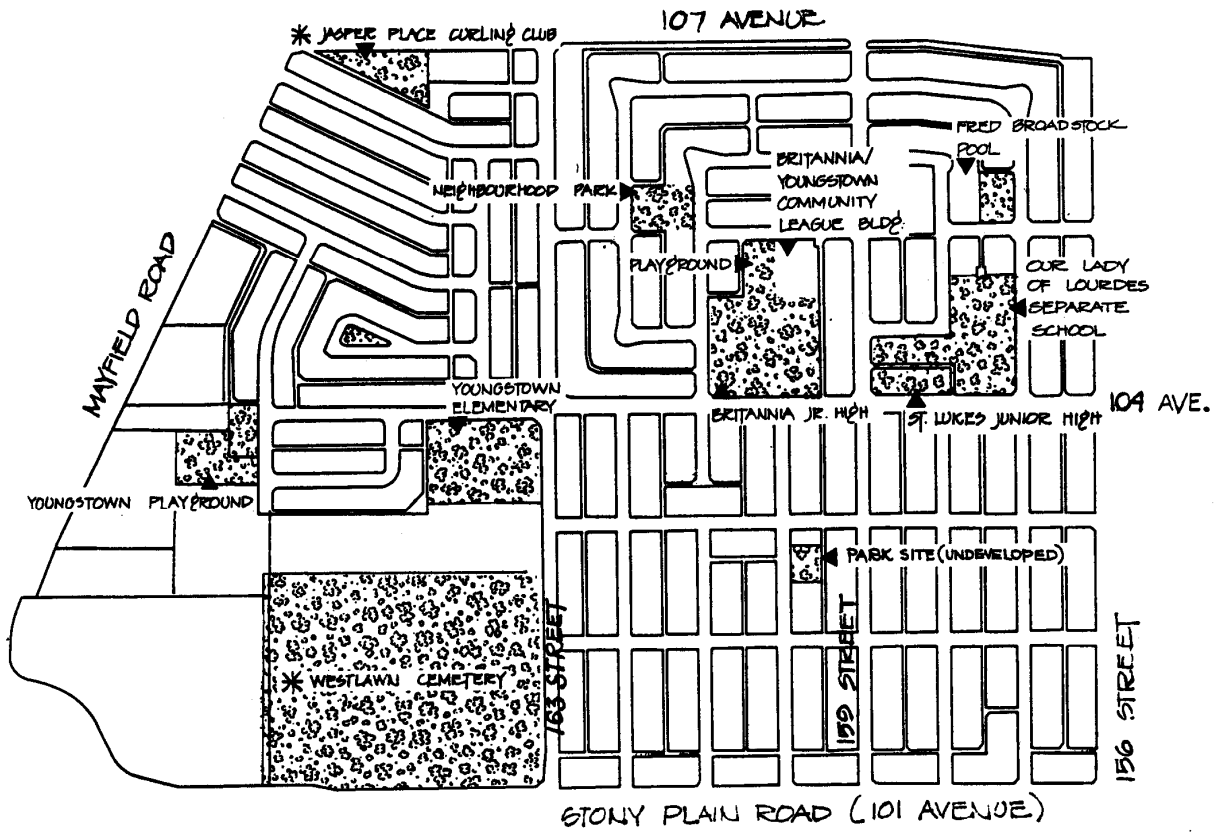 107 AVENUE
✳ JASPER PLACE CURLING CLUB
FRED BROADSTOCK
POOL
BRITANNIA/
YOUNGSTOWN
COMMUNITY
LEAGUE BLDG.
NEIGHBOURHOOD PARK
PLAYGROUND
OUR LADY
OF LOURDES
SEPARATE
SCHOOL
MAYFIELD ROAD
YOUNGSTOWN
ELEMENTARY
104 AVE.
BRITANNIA JR. HIGH
ST. LUKES JUNIOR HIGH
YOUNGSTOWN PLAYGROUND
PARK SITE (UNDEVELOPED)
163 STREET
159 STREET
156 STREET
✳ WESTLAWN CEMETERY
STONY PLAIN ROAD (101 AVENUE)